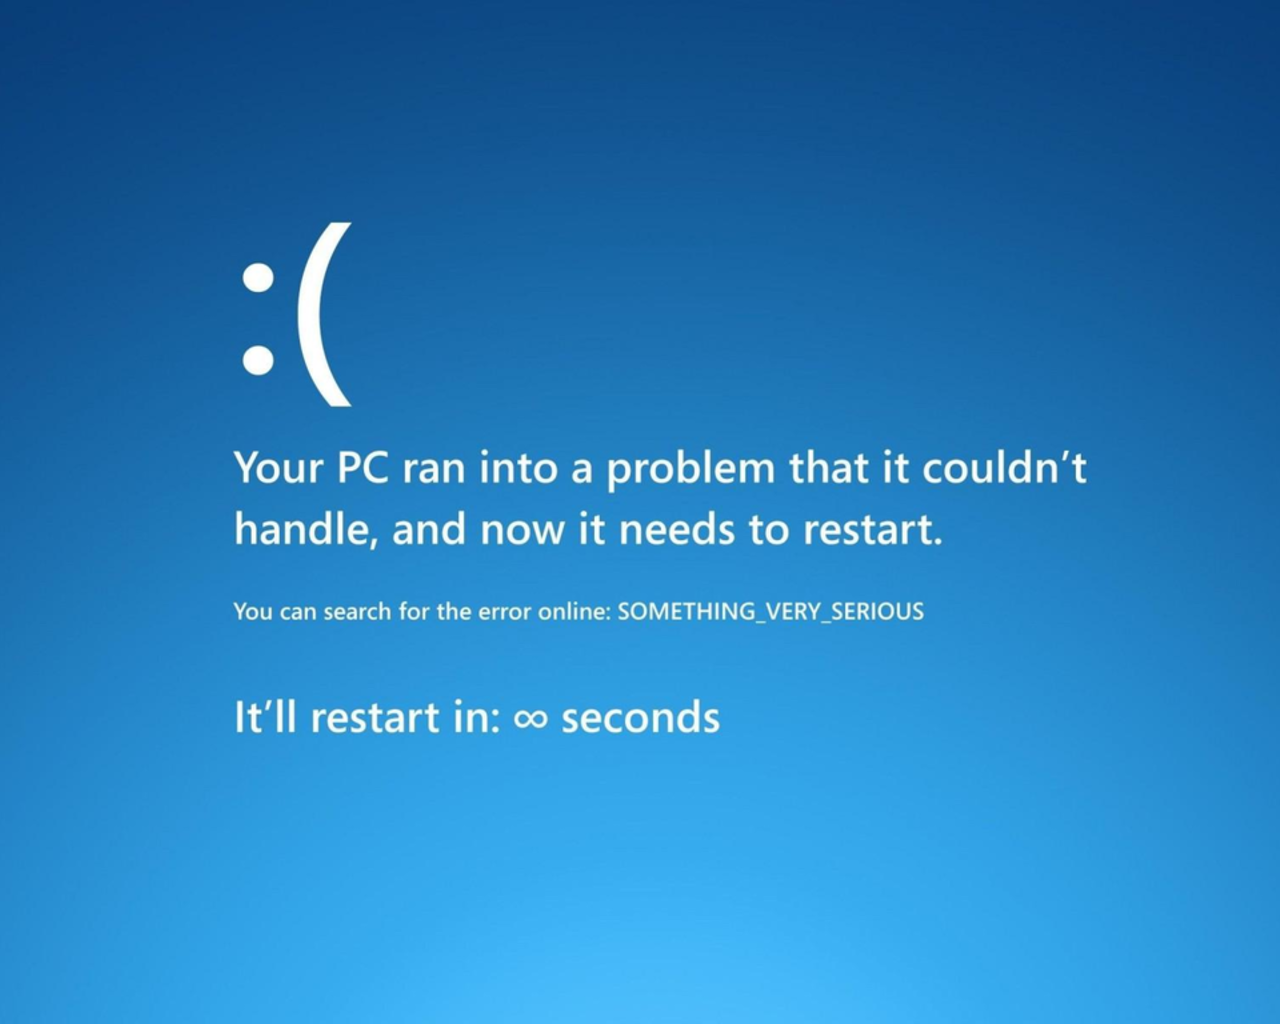 :(
Your PC ran into a problem that it couldn’t
handle, and now it needs to restart.
You can search for the error online: SOMETHING_VERY_SERIOUS
It’ll restart in: ∞ seconds